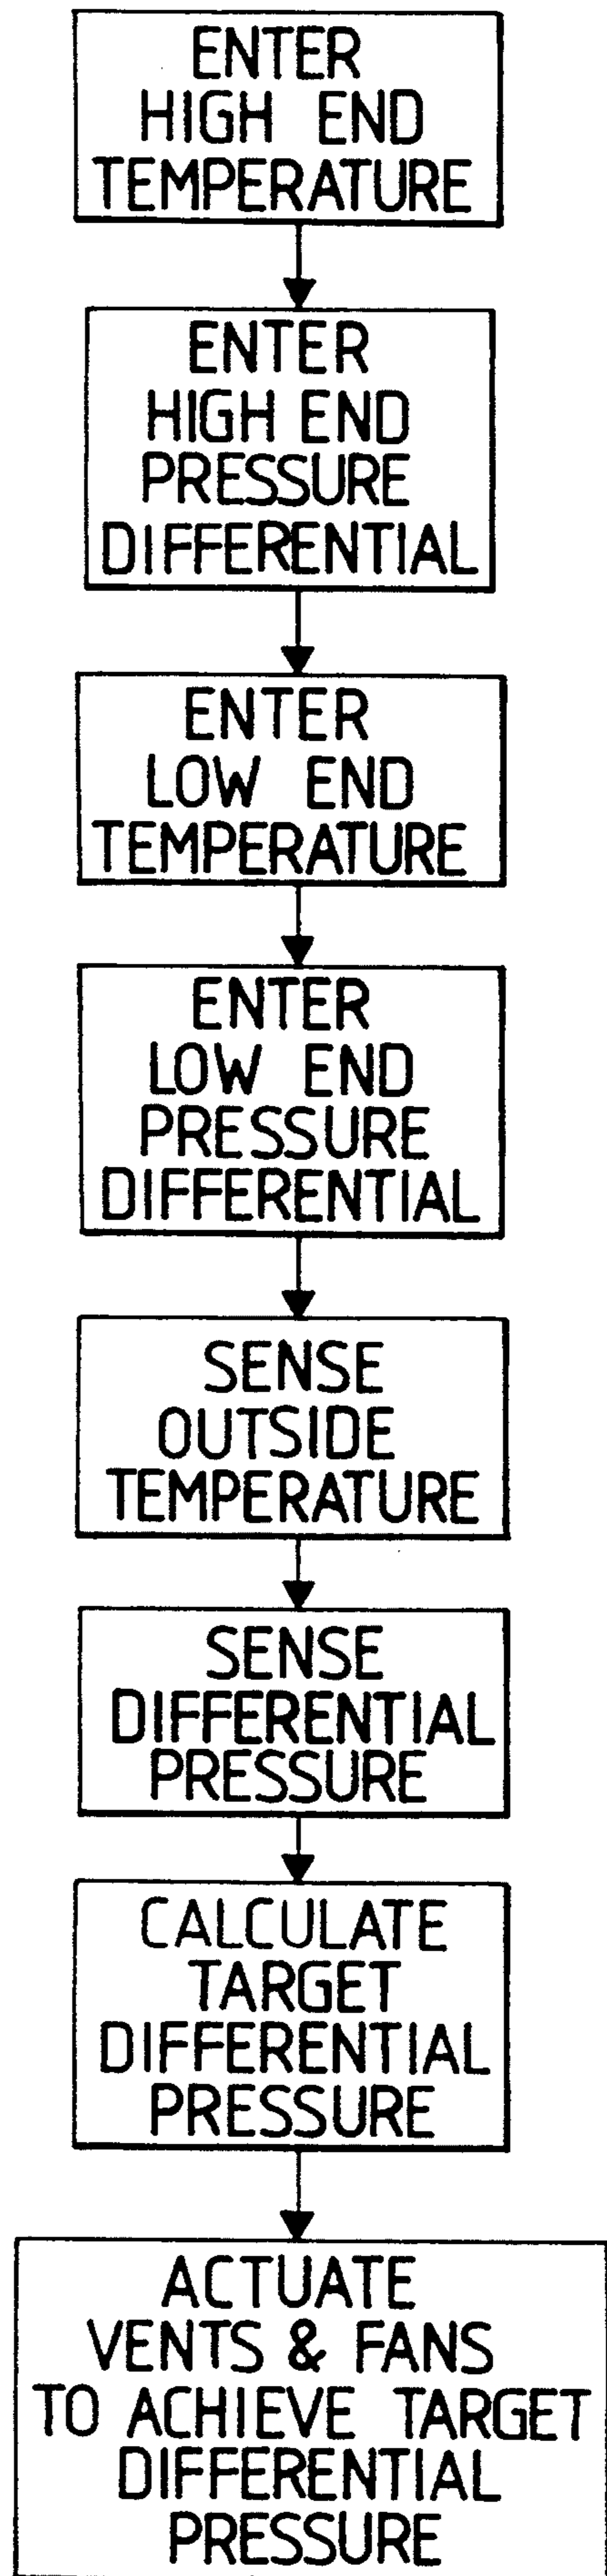 ENTER
HIGH END
TEMPERATURE
ENTER
HIGH END
PRESSURE
DIFFERENTIAL
ENTER
LOW END
TEMPERATURE
ENTER
LOW END
PRESSURE
DIFFERENTIAL
SENSE
OUTSIDE
TEMPERATURE
SENSE
DIFFERENTIAL
PRESSURE
CALCULATE
TARGET
DIFFERENTIAL
PRESSURE
ACTUATE
VENTS & FANS
TO ACHIEVE TARGET
DIFFERENTIAL
PRESSURE